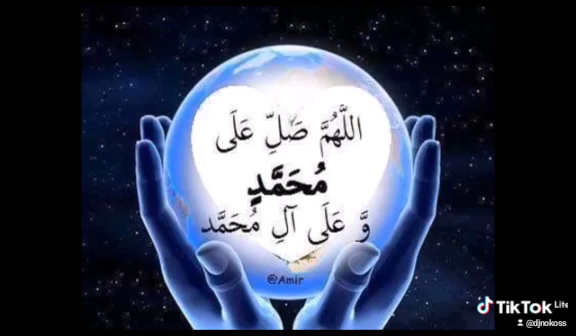 اللَّهُمَّ صَلِّ عَلَى
مُحَمَّدٍ
وَّ عَلَى آلِ مُحَمَّد
@Amir
TikTok Lite
@djnokoss